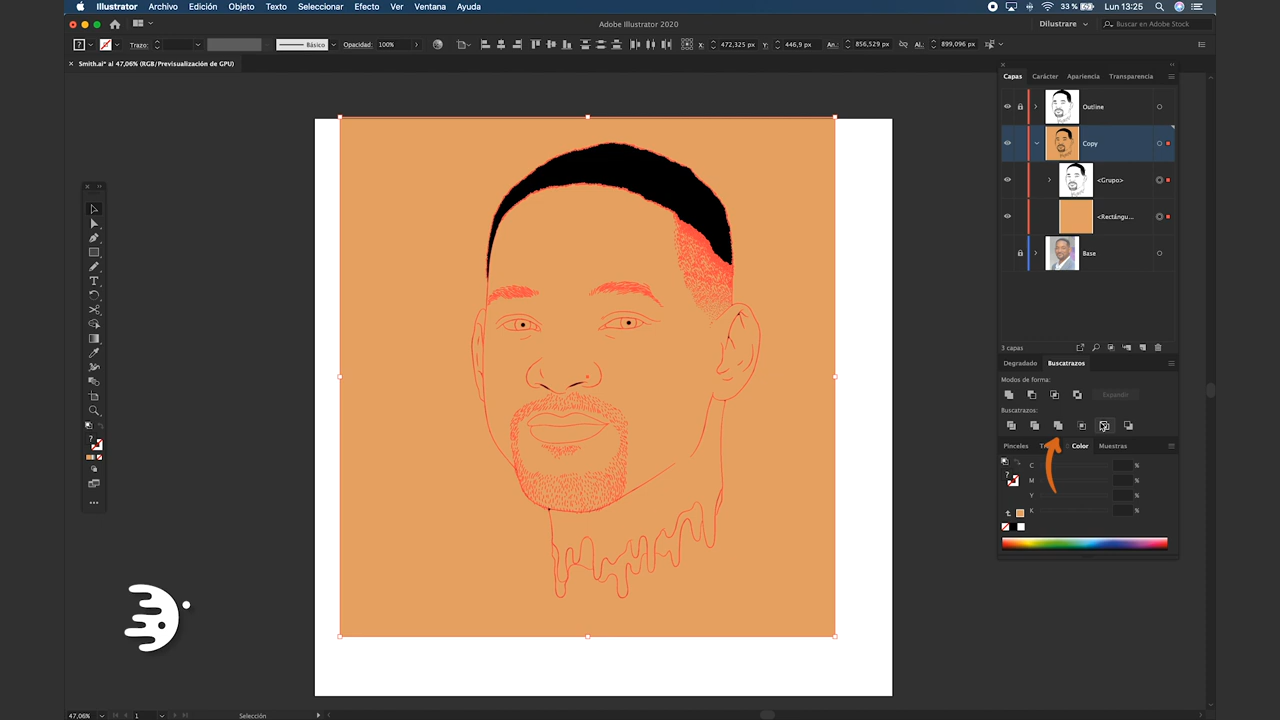 Illustrator Archivo Edición Objeto Texto Seleccionar Efecto Ver Ventana Ayuda 33 % Lun 13:25
Adobe Illustrator 2020 Dilustrare Buscar en Adobe Stock
Trazo: Básico Opacidad: 100% X: 472,325 px Y: 446,9 px An.: 856,529 px Al.: 899,096 px
× Smith.ai* al 47,06% (RGB/Previsualización de GPU)
Capas Carácter Apariencia Transparencia
Outline
Copy
<Grupo>
<Rectángu...
Base
3 capas
Degradado Buscatrazos
Modos de forma:
Expandir
Buscatrazos:
Pinceles Color Muestras
C %
M %
Y %
K %
47,06% 1 Selección